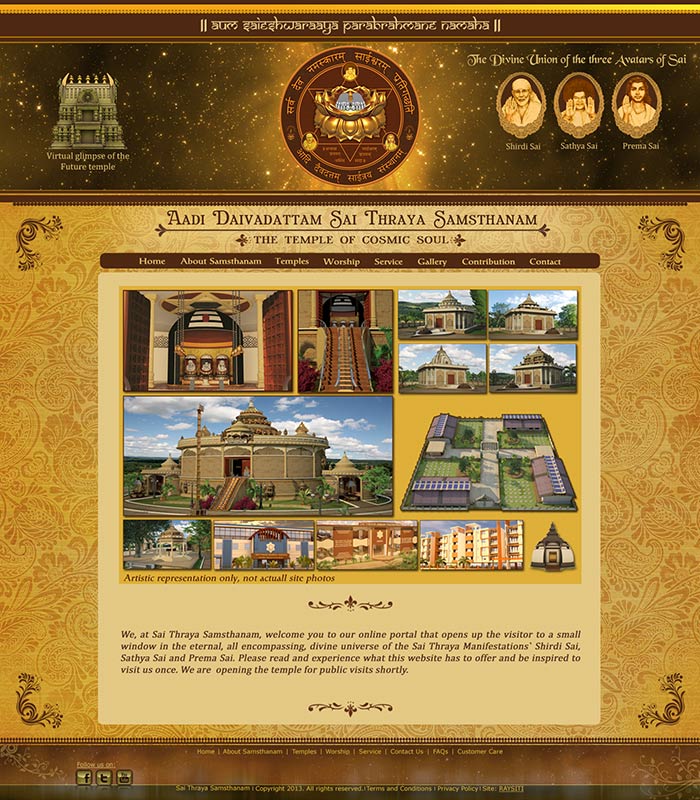 || aum saieshwaraaya parabrahmane namaha ||
The Divine Union of the three Avatars of Sai
सर्व देव नमस्कारम् साईश्वरम्
Virtual glimpse of the
Future temple
Shirdi Sai Sathya Sai Prema Sai
Aadi Daivadattam Sai Thraya Samsthanam
THE TEMPLE OF COSMIC SOUL
Home About Samsthanam Temples Worship Service Gallery Contribution Contact
Artistic representation only, not actuall site photos
We, at Sai Thraya Samsthanam, welcome you to our online portal that opens up the visitor to a small
window in the eternal, all encompassing, divine universe of the Sai Thraya Manifestations` Shirdi Sai,
Sathya Sai and Prema Sai. Please read and experience what this website has to offer and be inspired to
visit us once. We are opening the temple for public visits shortly.
Home | About Samsthanam | Temples | Worship | Service | Contact Us | FAQs | Customer Care
Follow us on:
Sai Thraya Samsthanam | Copyright 2013. All rights reserved. | Terms and Conditions | Privacy Policy | Site: RAYS[T]